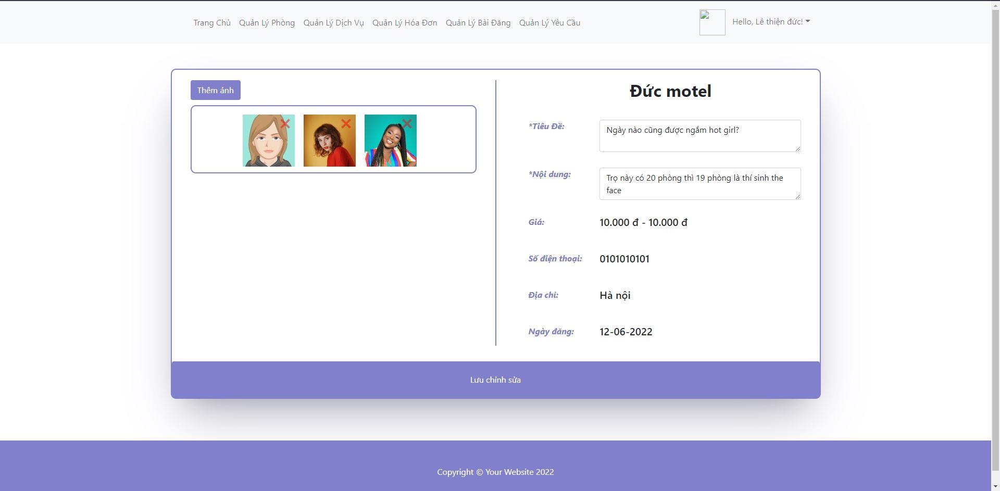 Trang Chủ Quản Lý Phòng Quản Lý Dịch Vụ Quản Lý Hóa Đơn Quản Lý Bài Đăng Quản Lý Yêu Cầu Hello, Lê thiện đức!
Thêm ảnh
Đức motel
*Tiêu Đề: Ngày nào cũng được ngắm hot girl?
*Nội dung: Trọ này có 20 phòng thì 19 phòng là thí sinh the
face
Giá: 10.000 đ - 10.000 đ
Số điện thoại: 0101010101
Địa chỉ: Hà nội
Ngày đăng: 12-06-2022
Lưu chỉnh sửa
Copyright © Your Website 2022